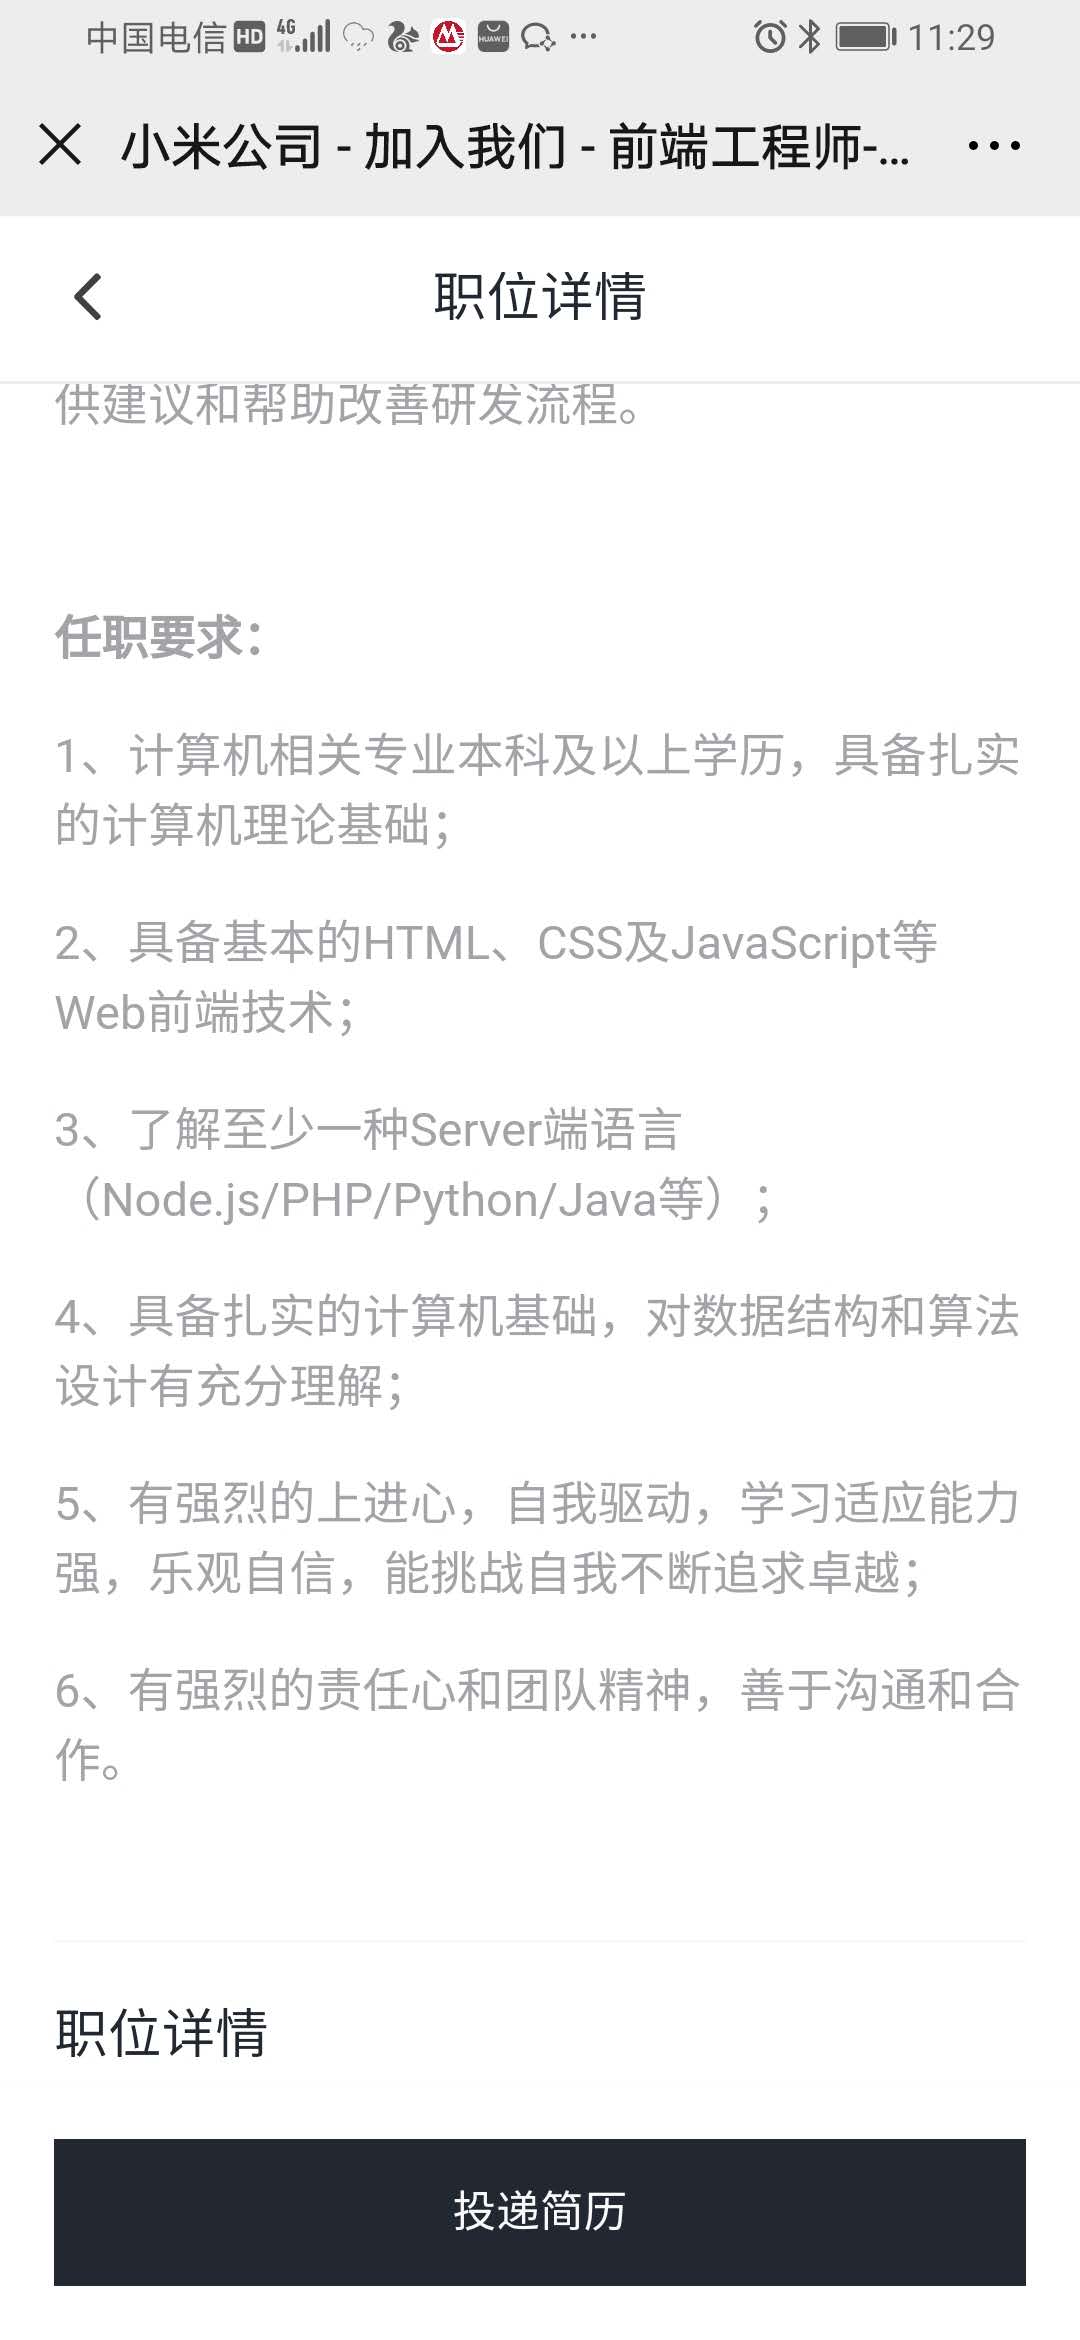 中国电信 HD 4G HUAWEI 11:29
小米公司 - 加入我们 - 前端工程师-...
职位详情
供建议和帮助改善研发流程。
任职要求：
1、计算机相关专业本科及以上学历，具备扎实
的计算机理论基础；
2、具备基本的HTML、CSS及JavaScript等
Web前端技术；
3、了解至少一种Server端语言
（Node.js/PHP/Python/Java等）；
4、具备扎实的计算机基础，对数据结构和算法
设计有充分理解；
5、有强烈的上进心，自我驱动，学习适应能力
强，乐观自信，能挑战自我不断追求卓越；
6、有强烈的责任心和团队精神，善于沟通和合
作。
职位详情
投递简历